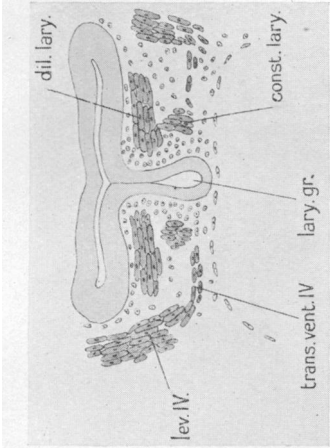 dil. lary.
const. lary.
lary. gr.
trans. vent. IV
lev. IV.